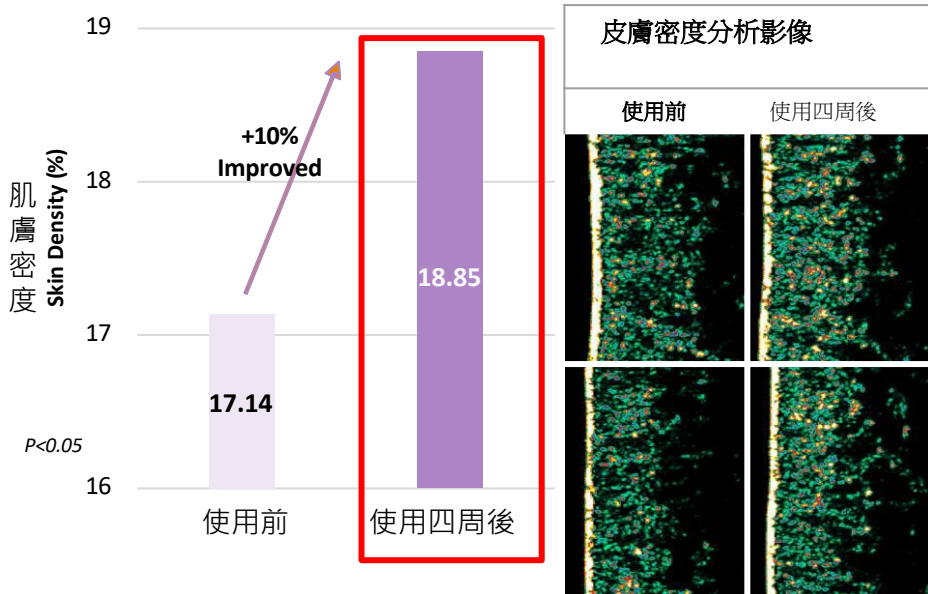 19
18
17
16
肌膚密度
Skin Density (%)
+10%
Improved
17.14
18.85
P<0.05
使用前
使用四周後
皮膚密度分析影像
使用前
使用四周後